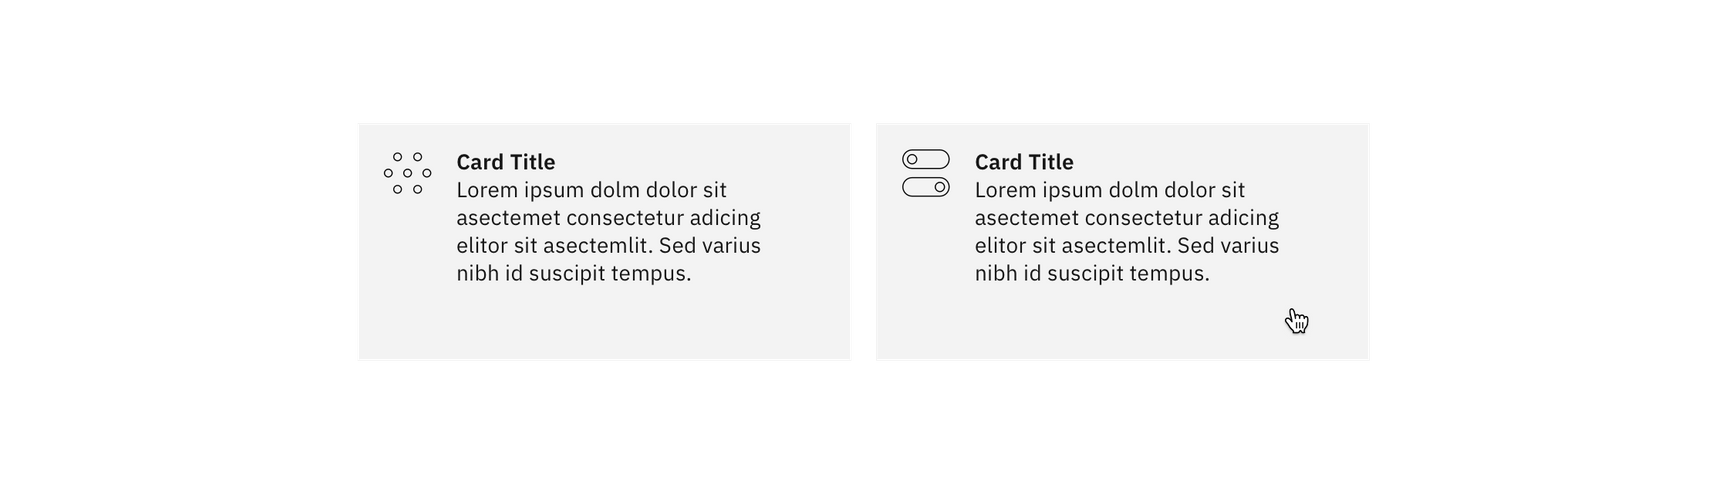 Card Title
Lorem ipsum dolm dolor sit
asectemet consectetur adicing
elitor sit asectemlit. Sed varius
nibh id suscipit tempus.
Card Title
Lorem ipsum dolm dolor sit
asectemet consectetur adicing
elitor sit asectemlit. Sed varius
nibh id suscipit tempus.